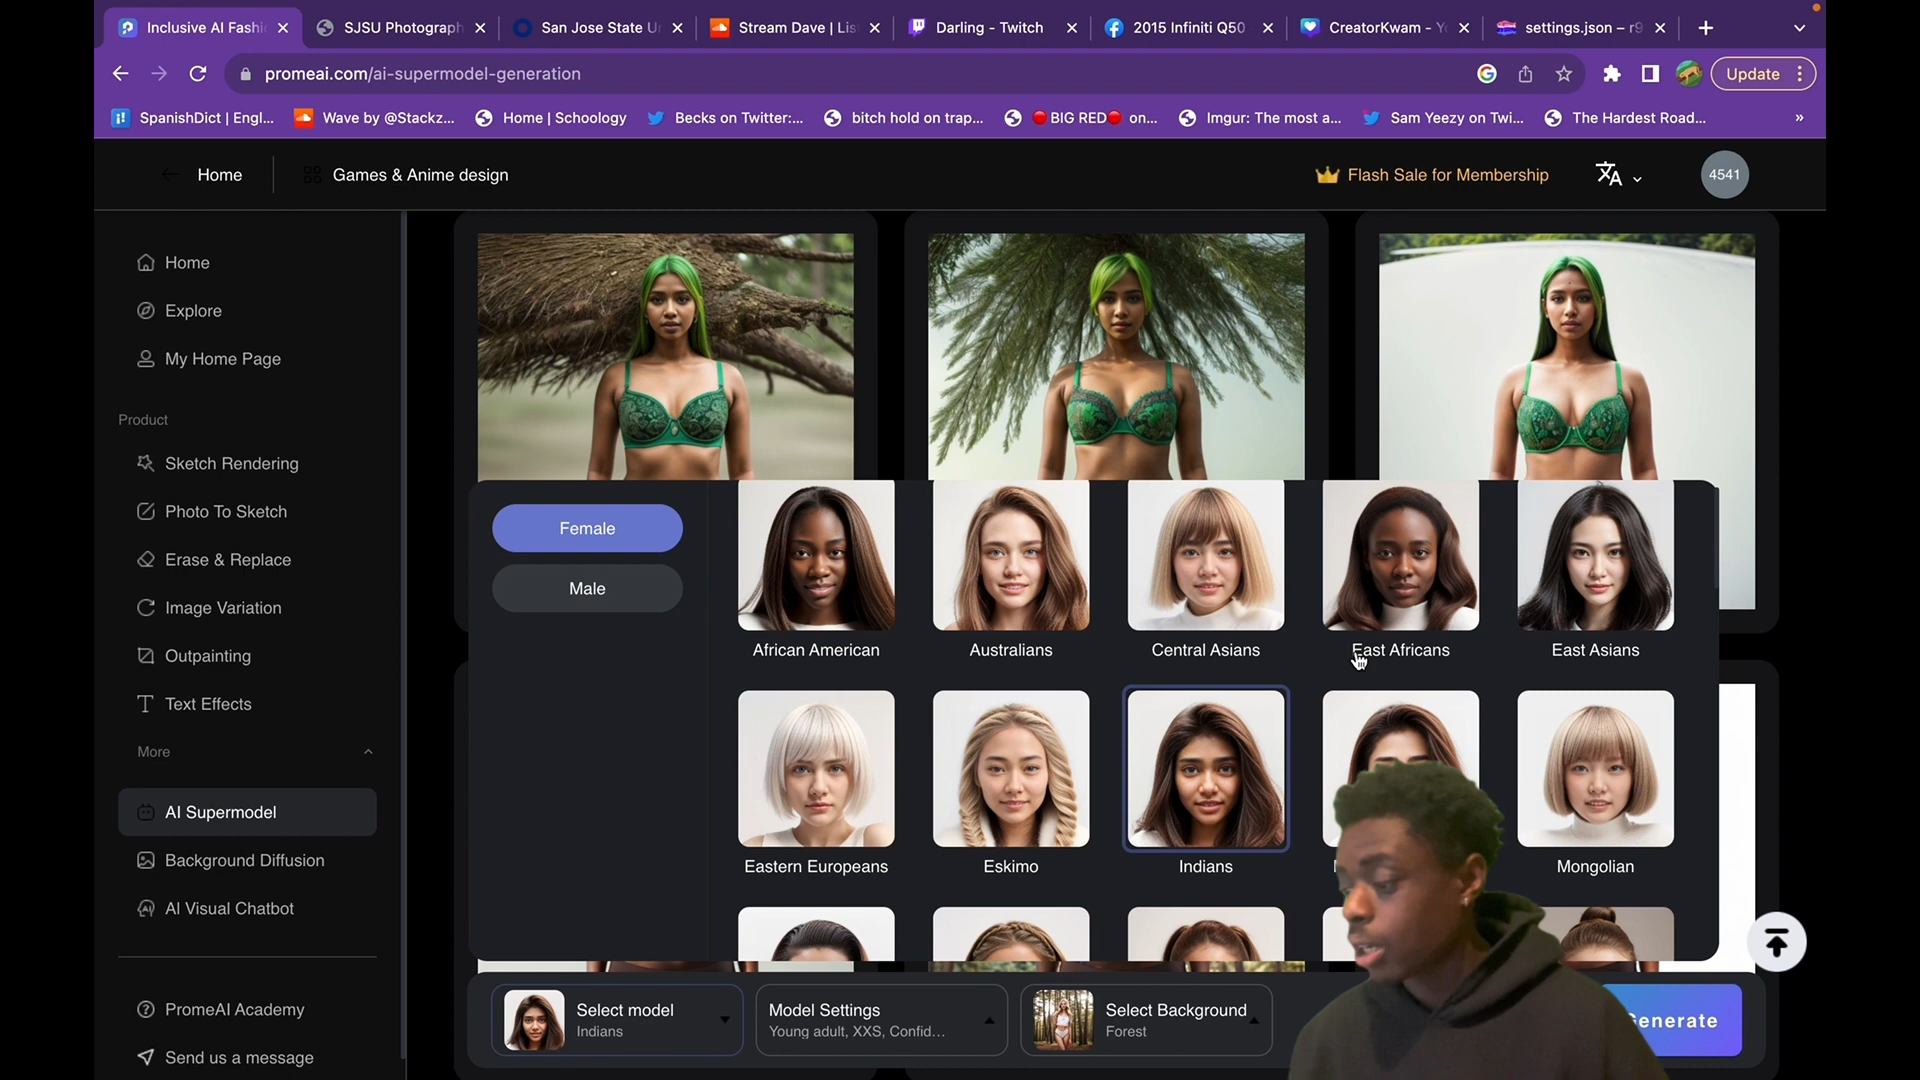 Inclusive AI Fashi
SJSU Photograph
San Jose State U
Stream Dave | Lis
Darling - Twitch
2015 Infiniti Q50
CreatorKwam - Y
settings.json – r9
promeai.com/ai-supermodel-generation
Update
SpanishDict | Engl...
Wave by @Stackz...
Home | Schoology
Becks on Twitter:...
bitch hold on trap...
🔴BIG RED🔴 on...
Imgur: The most a...
Sam Yeezy on Twi...
The Hardest Road...
»
Home
Games & Anime design
Flash Sale for Membership
4541
Home
Explore
My Home Page
Product
Sketch Rendering
Photo To Sketch
Erase & Replace
Image Variation
Outpainting
Text Effects
More
AI Supermodel
Background Diffusion
AI Visual Chatbot
PromeAI Academy
Send us a message
Female
Male
African American
Australians
Central Asians
East Africans
East Asians
Eastern Europeans
Eskimo
Indians
Mongolian
Select model
Indians
Model Settings
Young adult, XXS, Confid...
Select Background
Forest
Generate